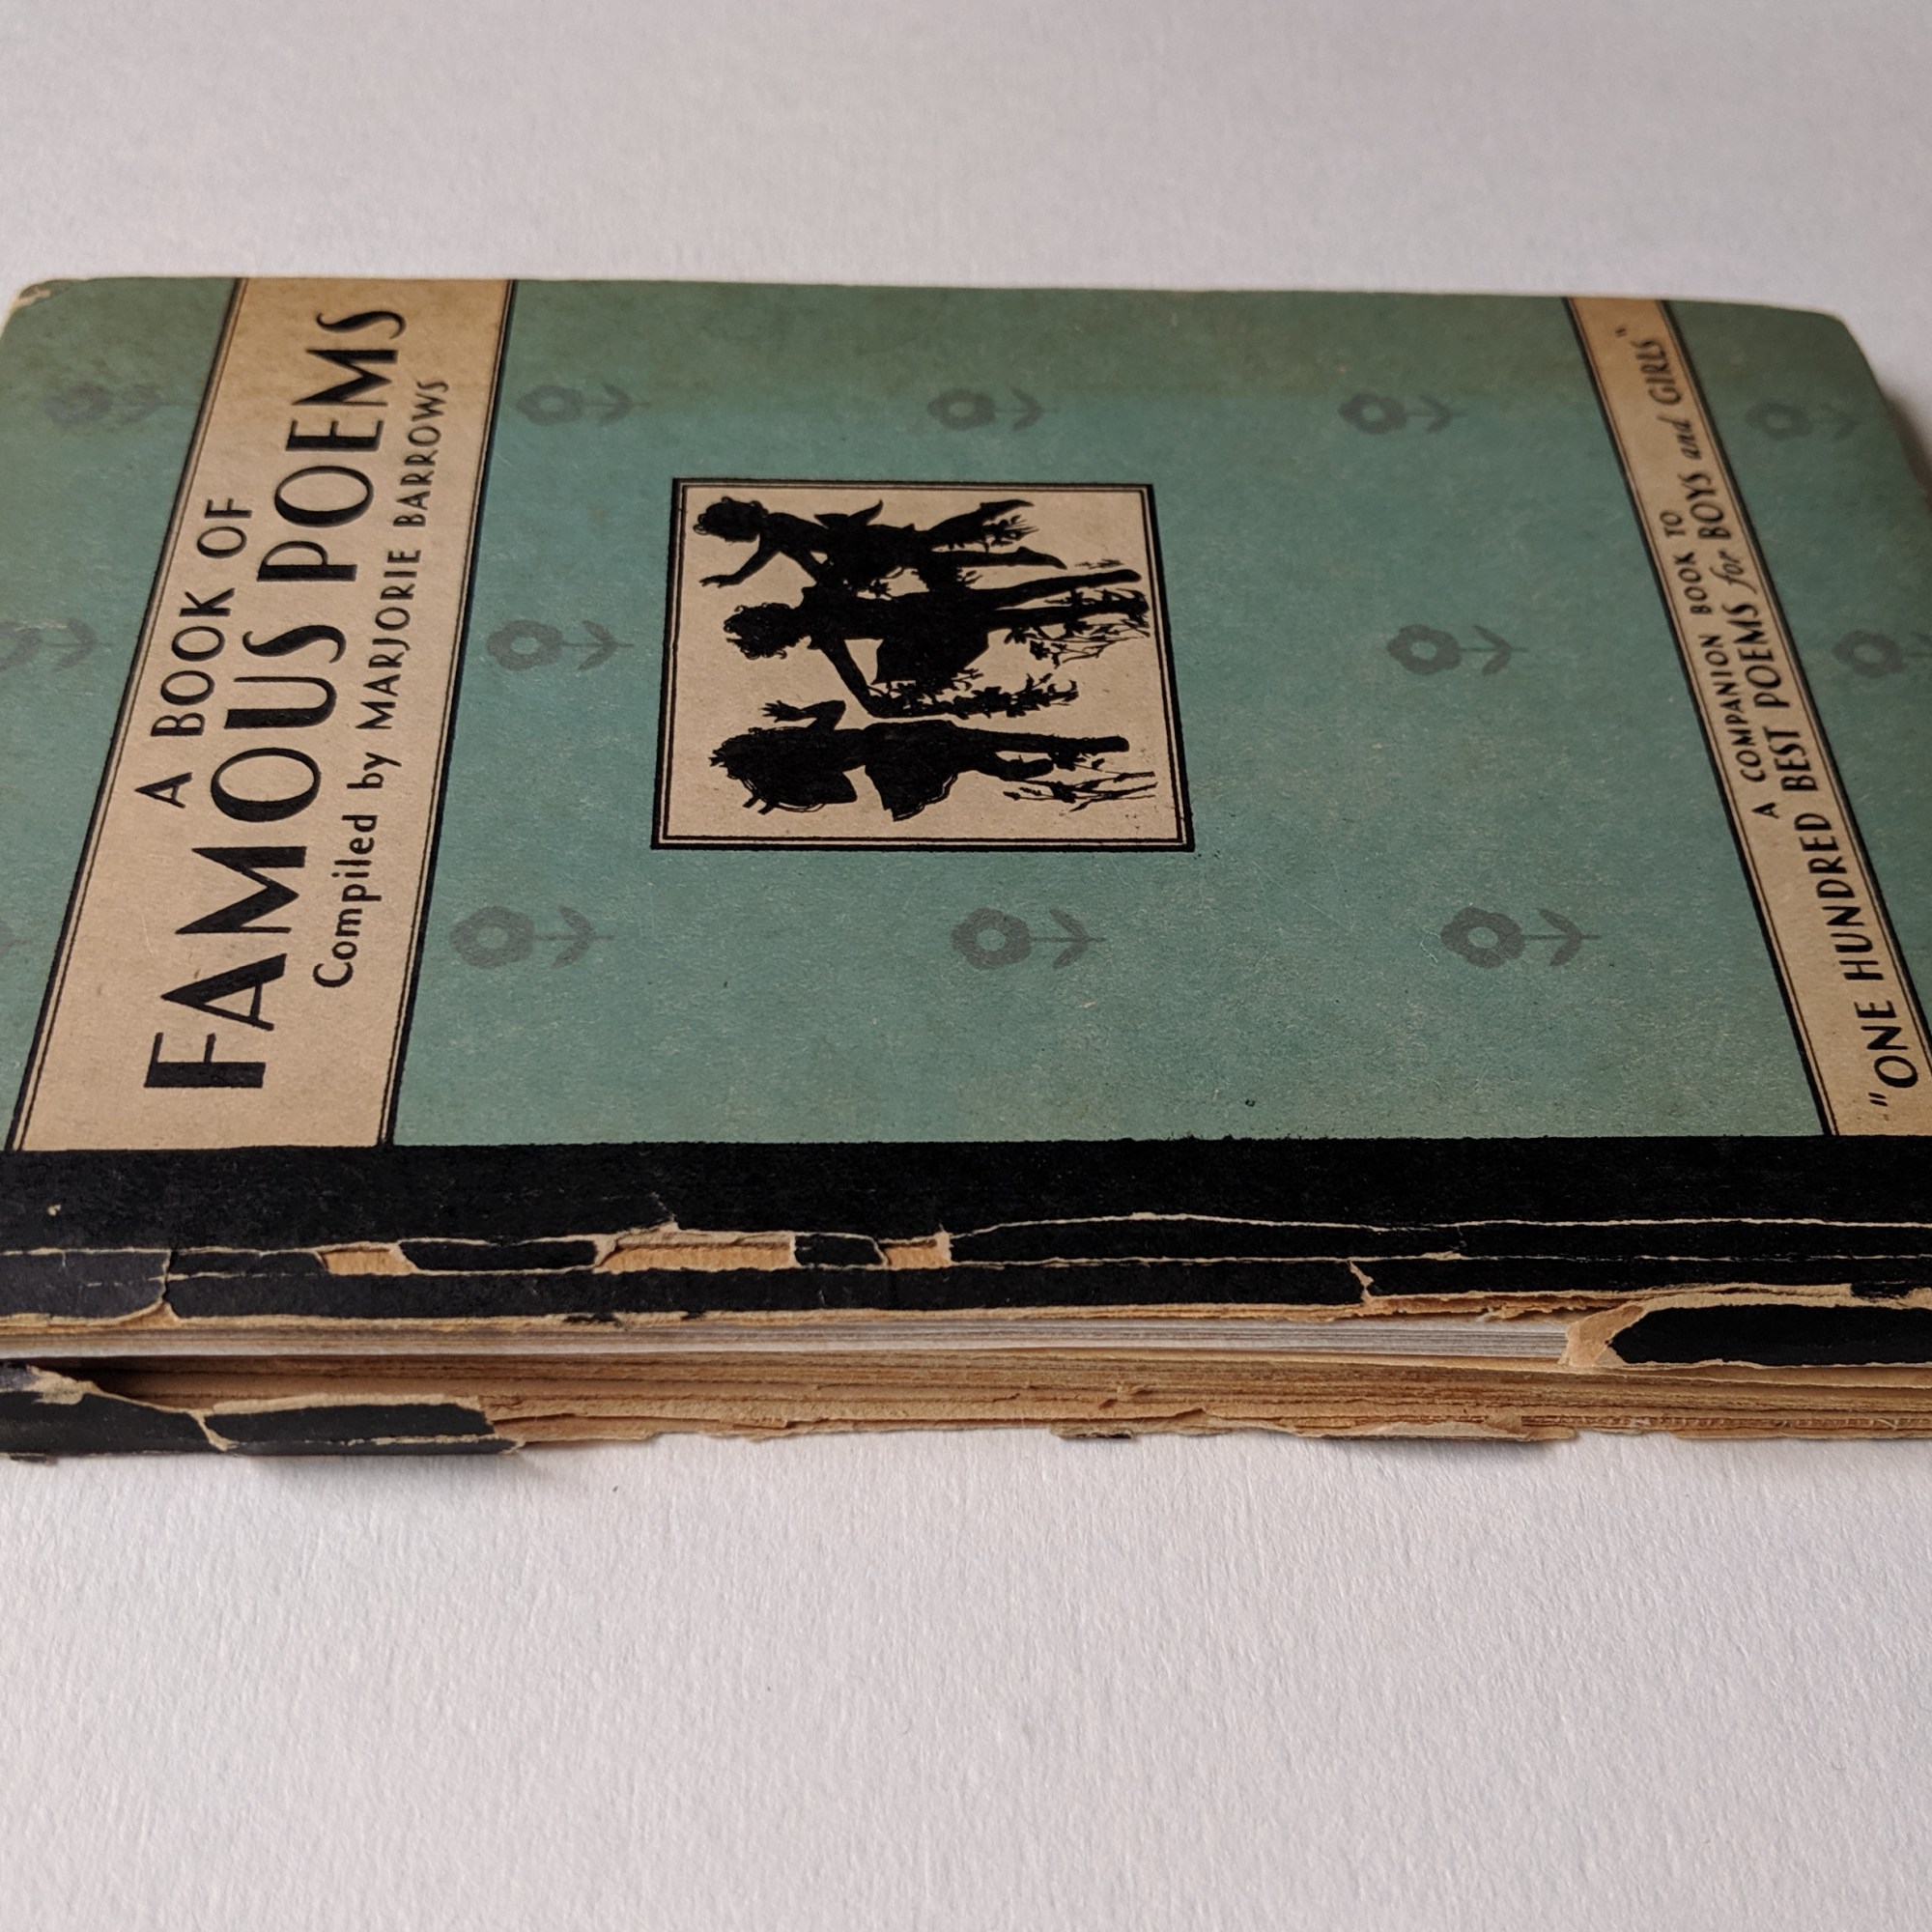 A BOOK OF
FAMOUS POEMS
Compiled by MARJORIE BARROWS
A COMPANION BOOK TO
"ONE HUNDRED BEST POEMS for BOYS and GIRLS"